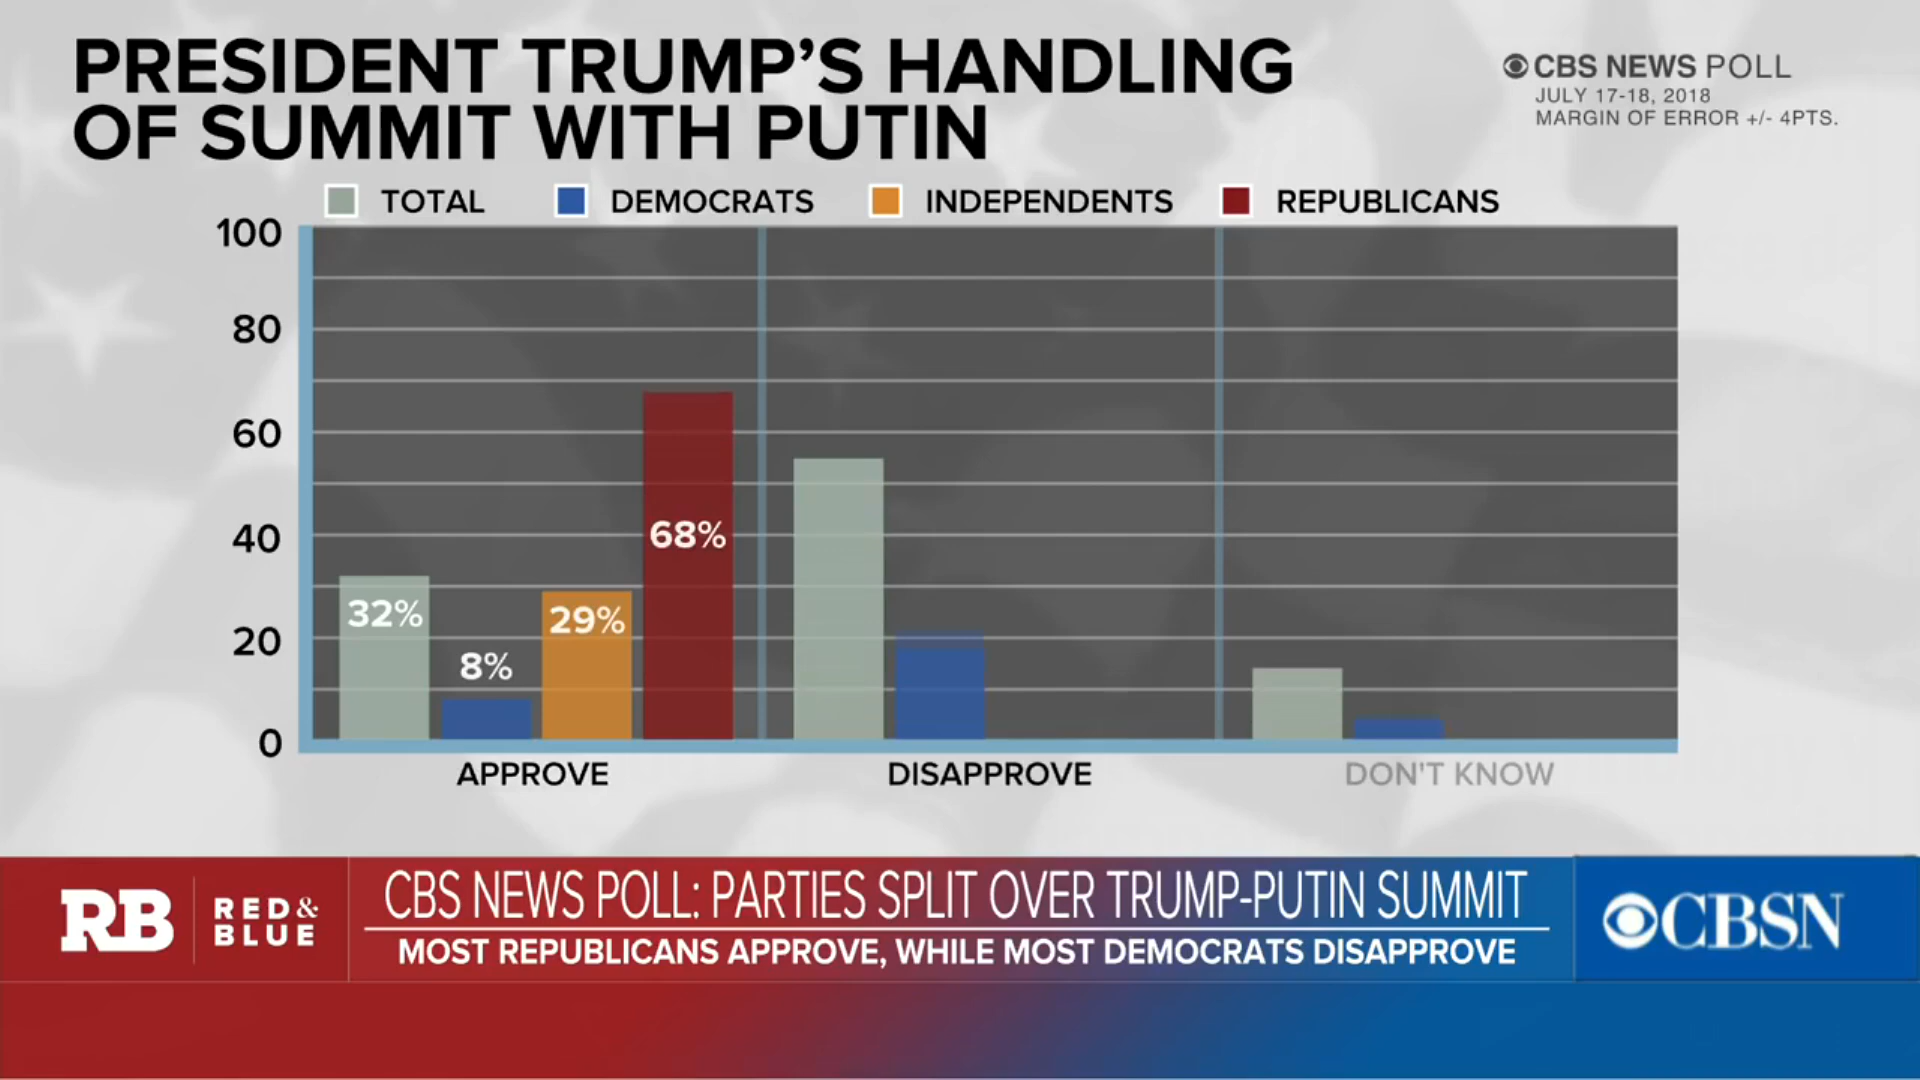 PRESIDENT TRUMP'S HANDLING
OF SUMMIT WITH PUTIN
CBS NEWS POLL
JULY 17-18, 2018
MARGIN OF ERROR +/- 4PTS.
TOTAL DEMOCRATS INDEPENDENTS REPUBLICANS
100
80
60
40
20
0
32%
8%
29%
68%
APPROVE
DISAPPROVE
DON'T KNOW
RB
RED &
BLUE
CBS NEWS POLL: PARTIES SPLIT OVER TRUMP-PUTIN SUMMIT
MOST REPUBLICANS APPROVE, WHILE MOST DEMOCRATS DISAPPROVE
CBSN